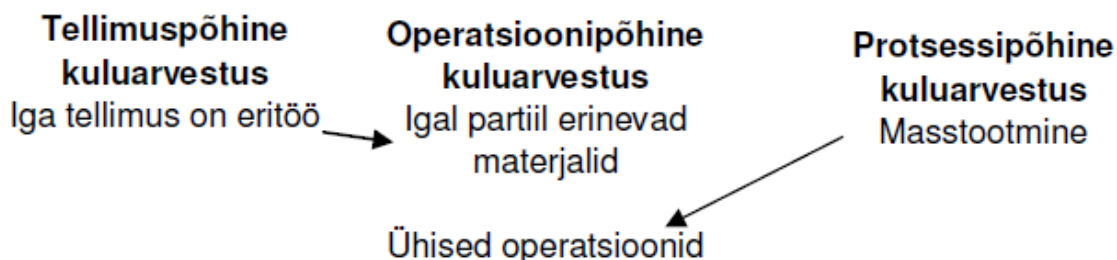 Tellimuspõhine
kuluarvestus
Iga tellimus on eritöö
Operatsioonipõhine
kuluarvestus
Igal partiil erinevad
materjalid
Ühised operatsioonid
Protsessipõhine
kuluarvestus
Masstootmine